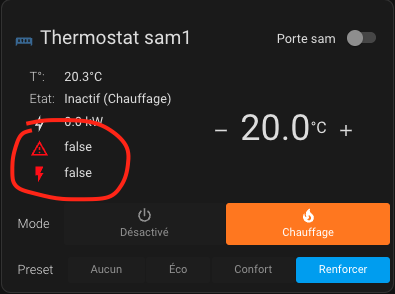 Thermostat sam1
Porte sam
T°: 20.3°C
Etat: Inactif (Chauffage)
0.0 kW
false
false
− 20.0°C +
Mode
Désactivé
Chauffage
Preset
Aucun
Éco
Confort
Renforcer